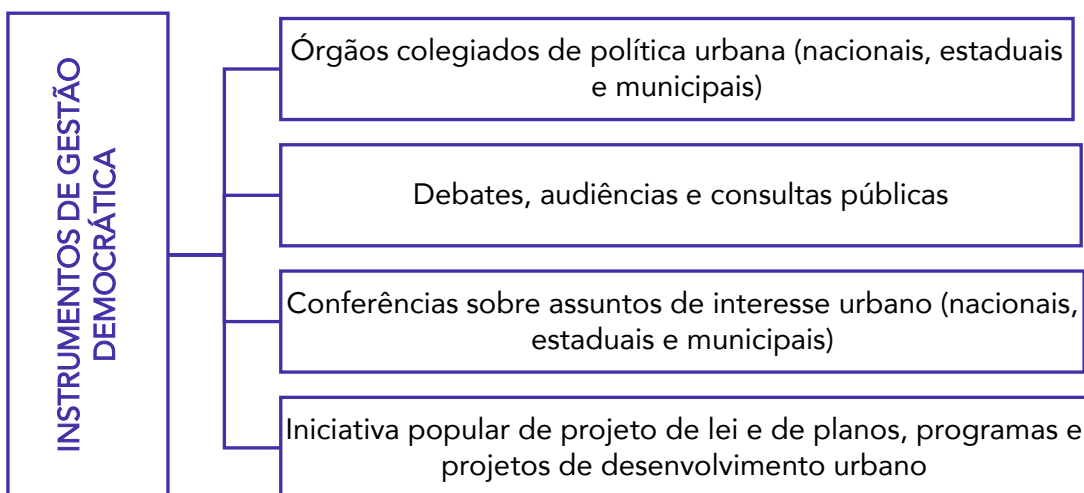 INSTRUMENTOS DE GESTÃO
DEMOCRÁTICA
Órgãos colegiados de política urbana (nacionais, estaduais
e municipais)
Debates, audiências e consultas públicas
Conferências sobre assuntos de interesse urbano (nacionais,
estaduais e municipais)
Iniciativa popular de projeto de lei e de planos, programas e
projetos de desenvolvimento urbano